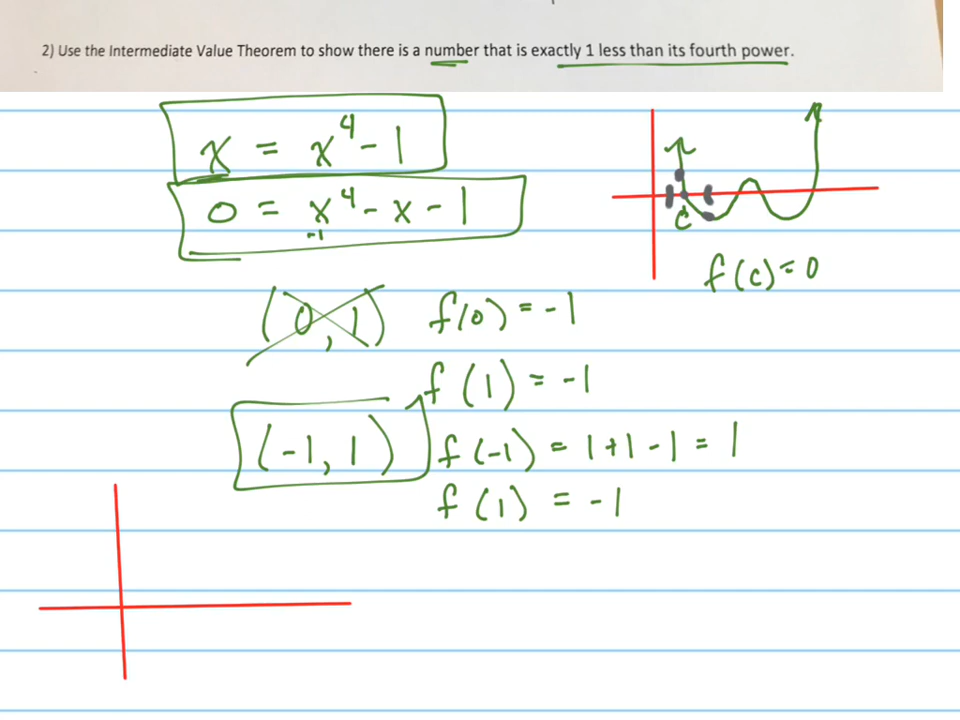 2) Use the Intermediate Value Theorem to show there is a number that is exactly 1 less than its fourth power.
x = x⁴ - 1
0 = x⁴ - x - 1
-1
c
f(c) = 0
(0, 1) f(0) = -1
f(1) = -1
(-1, 1) f(-1) = 1+1-1 = 1
f(1) = -1